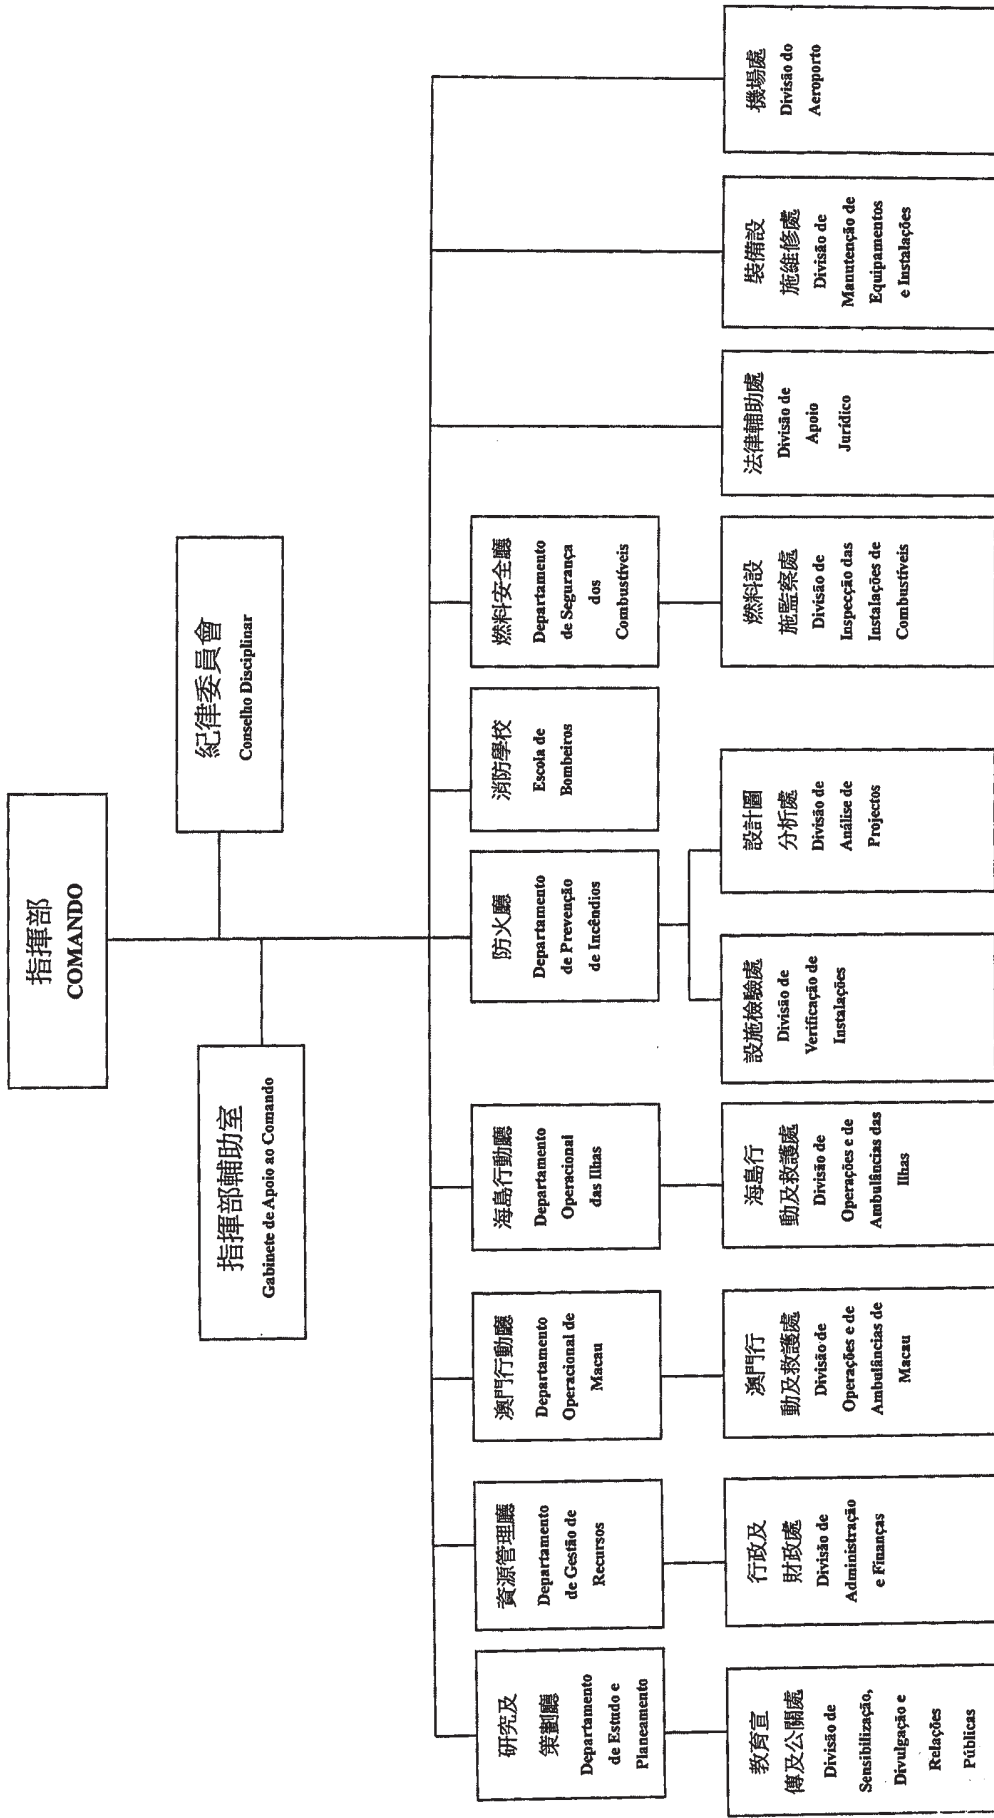 指揮部
COMANDO
紀律委員會
Conselho Disciplinar
指揮部輔助室
Gabinete de Apoio ao Comando
研究及
策劃廳
Departamento
de Estudo e
Planeamento
資源管理廳
Departamento
de Gestão de
Recursos
澳門行動廳
Departamento
Operacional de
Macau
海島行動廳
Departamento
Operacional
das Ilhas
防火廳
Departamento
de Prevenção
de Incêndios
消防學校
Escola de
Bombeiros
燃料安全廳
Departamento
de Segurança
dos
Combustíveis
教育宣
傳及公關處
Divisão de
Sensibilização,
Divulgação e
Relações
Públicas
行政及
財政處
Divisão de
Administração
e Finanças
澳門行
動及救護處
Divisão de
Operações e de
Ambulâncias de
Macau
海島行
動及救護處
Divisão de
Operações e de
Ambulâncias das
Ilhas
設施檢驗處
Divisão de
Verificação de
Instalações
設計圖
分析處
Divisão de
Análise de
Projectos
燃料設
施監察處
Divisão de
Inspecção das
Instalações de
Combustíveis
法律輔助處
Divisão de
Apoio
Jurídico
裝備設
施維修處
Divisão de
Manutenção de
Equipamentos
e Instalações
機場處
Divisão do
Aeroporto